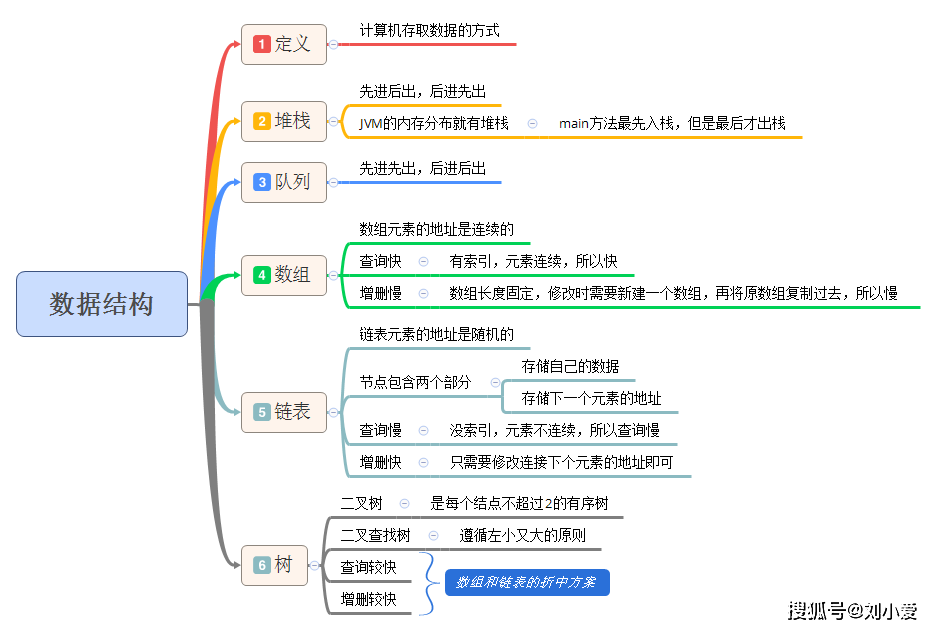 数据结构
1 定义
计算机存取数据的方式
2 堆栈
先进后出，后进先出
JVM的内存分布就有堆栈
main方法最先入栈，但是最后才出栈
3 队列
先进先出，后进后出
4 数组
数组元素的地址是连续的
查询快
有索引，元素连续，所以快
增删慢
数组长度固定，修改时需要新建一个数组，再将原数组复制过去，所以慢
5 链表
链表元素的地址是随机的
节点包含两个部分
存储自己的数据
存储下一个元素的地址
查询慢
没索引，元素不连续，所以查询慢
增删快
只需要修改连接下个元素的地址即可
6 树
二叉树
是每个结点不超过2的有序树
二叉查找树
遵循左小又大的原则
查询较快
增删较快
数组和链表的折中方案
搜狐号@刘小爱